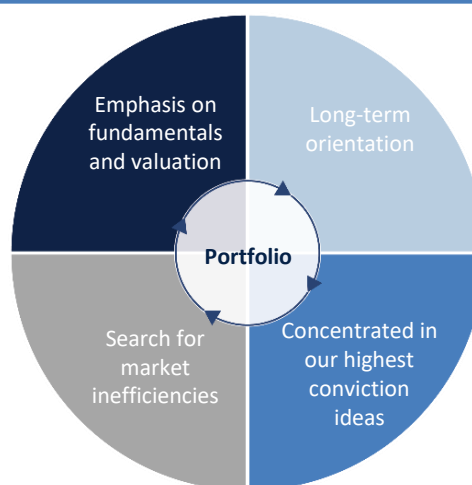 Emphasis on
fundamentals
and valuation
Long-term
orientation
Portfolio
Search for
market
inefficiencies
Concentrated in
our highest
conviction
ideas